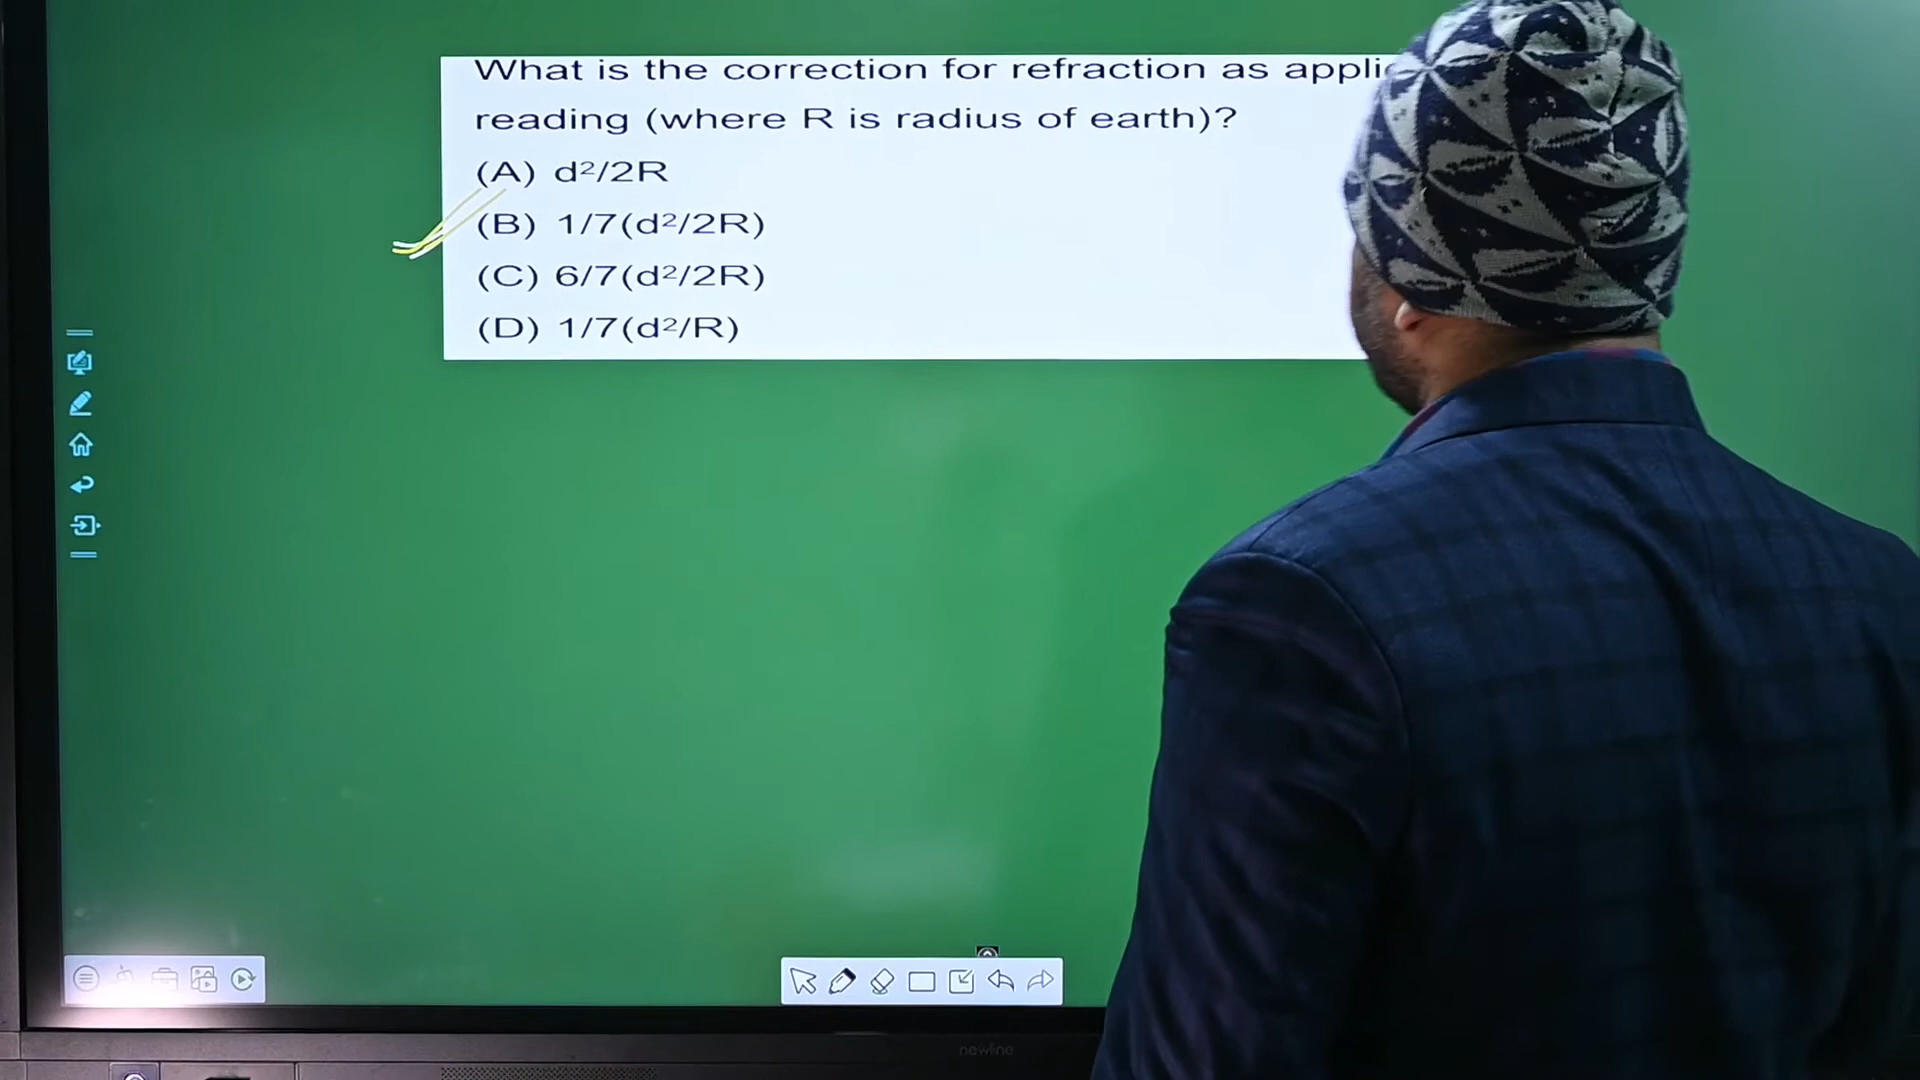 What is the correction for refraction as
reading (where R is radius of earth)?
(A) d²/2R
(B) 1/7(d²/2R)
(C) 6/7(d²/2R)
(D) 1/7(d²/R)
newline